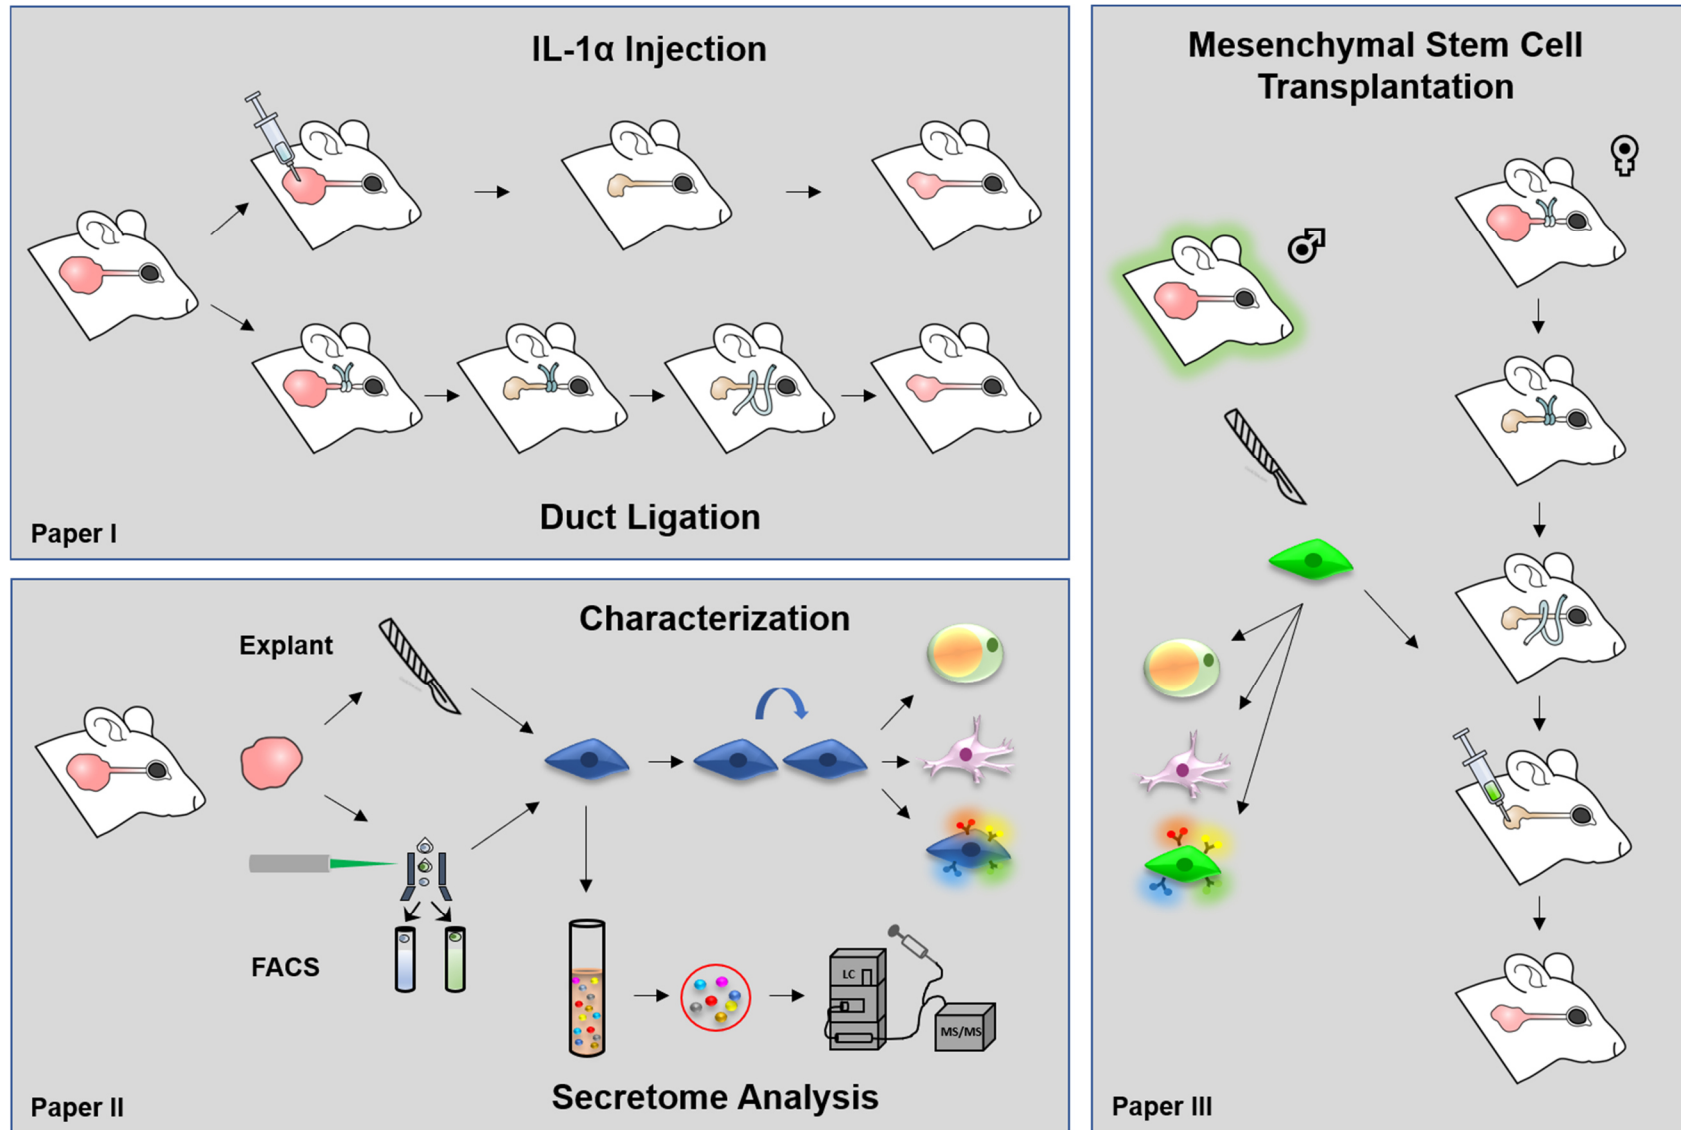 IL-1α Injection
Duct Ligation
Paper I
Characterization
Explant
FACS
LC
MS/MS
Secretome Analysis
Paper II
Mesenchymal Stem Cell
Transplantation
Paper III